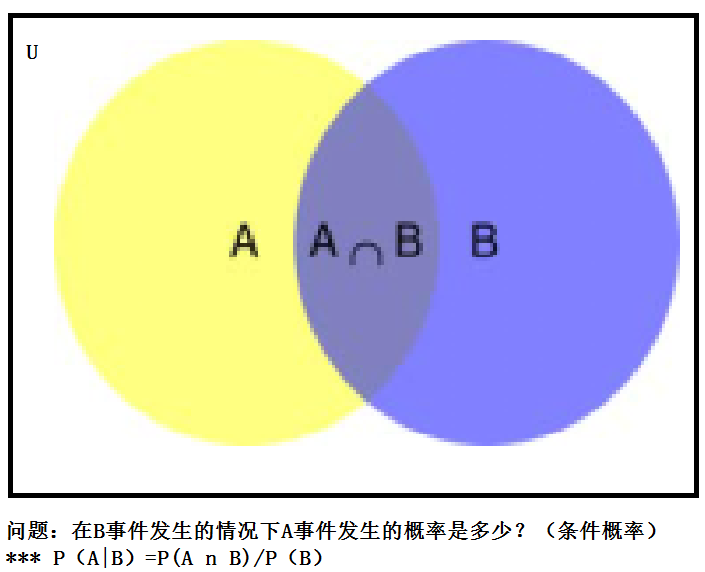 U
A A∩B B
问题：在B事件发生的情况下A事件发生的概率是多少？（条件概率）
*** P（A|B）=P(A n B)/P（B）